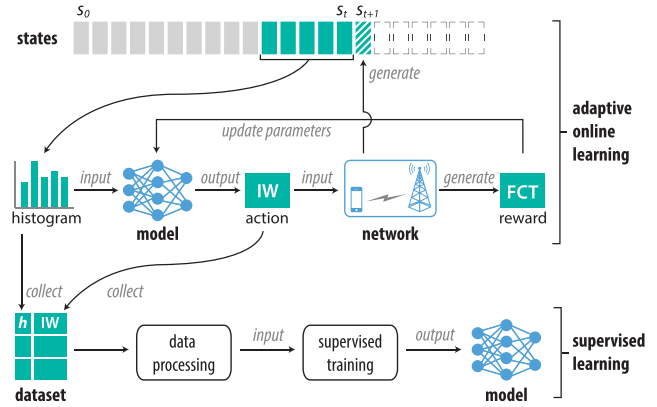 s0 st st+1
states
generate
adaptive
online
learning
update parameters
input output IW input generate FCT
histogram model action network reward
collect collect
h IW
data
processing
input
supervised
training
output
supervised
learning
dataset model